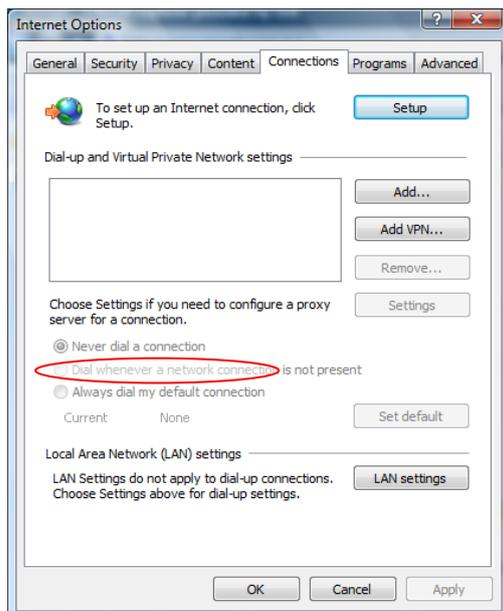 Internet Options
?
X
General Security Privacy Content Connections Programs Advanced
To set up an Internet connection, click
Setup.
Setup
Dial-up and Virtual Private Network settings
Add...
Add VPN...
Remove...
Choose Settings if you need to configure a proxy
server for a connection.
Settings
Never dial a connection
Dial whenever a network connection is not present
Always dial my default connection
Current None
Set default
Local Area Network (LAN) settings
LAN Settings do not apply to dial-up connections.
Choose Settings above for dial-up settings.
LAN settings
OK Cancel Apply